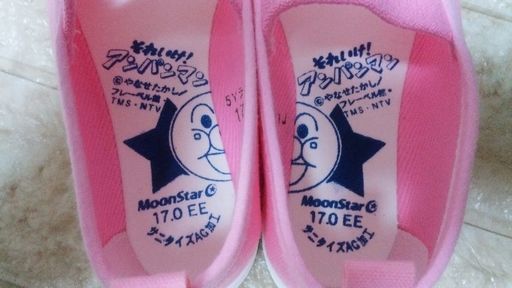 それいけ!
アンパンマン
©やなせたかし/
フレーベル館・
TMS・NTV
MoonStar
17.0 EE
サニタイズAC加工
それいけ!
アンパンマン
©やなせたかし/
フレーベル館・
TMS・NTV
MoonStar
17.0 EE
サニタイズAC加工